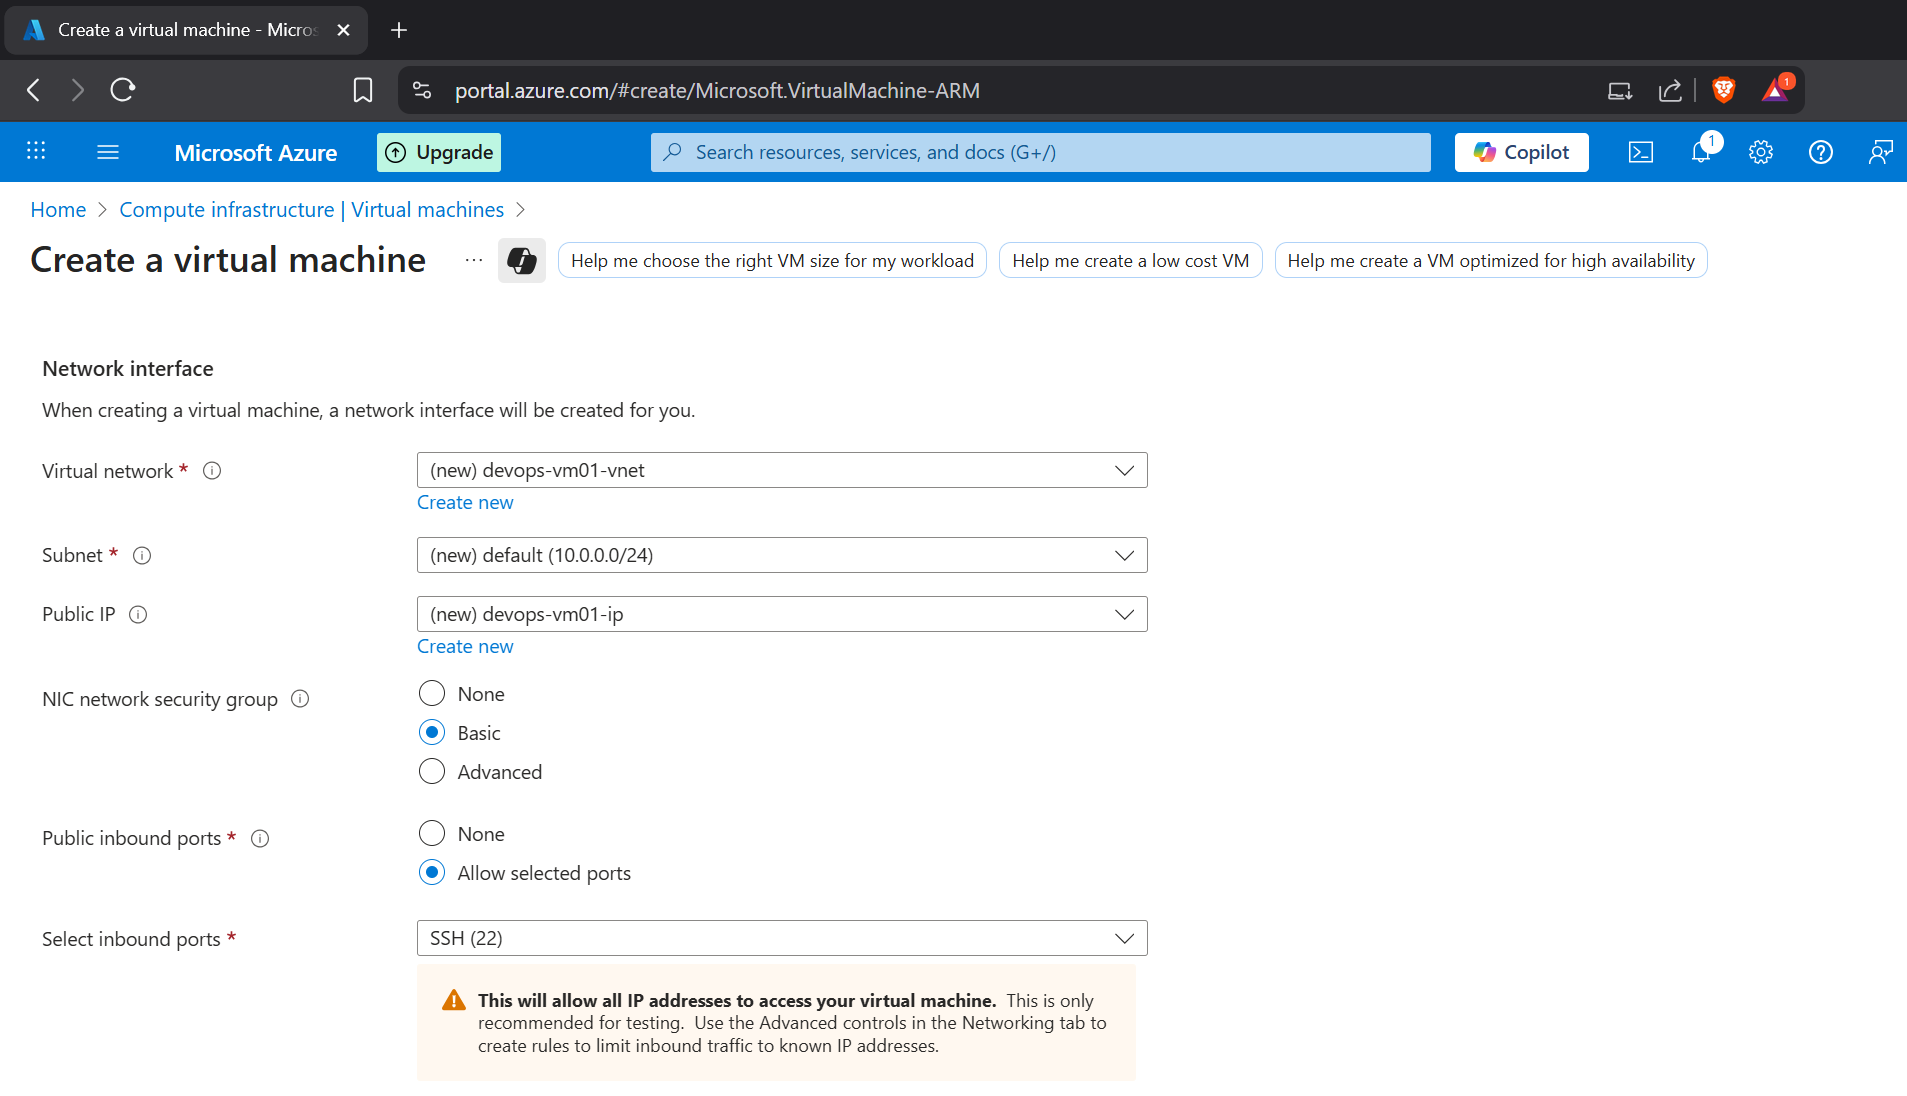 Create a virtual machine - Micros
portal.azure.com/#create/Microsoft.VirtualMachine-ARM
1
Microsoft Azure
Upgrade
Search resources, services, and docs (G+/)
Copilot
1
Home > Compute infrastructure | Virtual machines >
Create a virtual machine
...
Help me choose the right VM size for my workload
Help me create a low cost VM
Help me create a VM optimized for high availability
Network interface
When creating a virtual machine, a network interface will be created for you.
Virtual network *
(new) devops-vm01-vnet
Create new
Subnet *
(new) default (10.0.0.0/24)
Public IP
(new) devops-vm01-ip
Create new
NIC network security group
None
Basic
Advanced
Public inbound ports *
None
Allow selected ports
Select inbound ports *
SSH (22)
This will allow all IP addresses to access your virtual machine. This is only
recommended for testing. Use the Advanced controls in the Networking tab to
create rules to limit inbound traffic to known IP addresses.